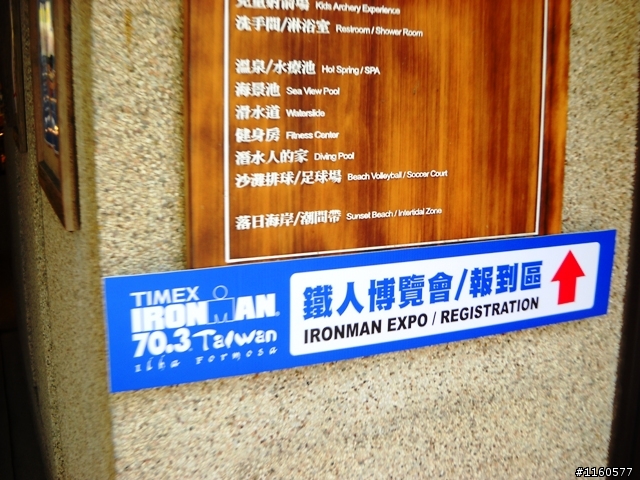 兒童射箭場 Kids Archery Experience
洗手間/淋浴室 Restroom / Shower Room
溫泉/水療池 Hot Spring / SPA
海景池 Sea View Pool
滑水道 Waterslide
健身房 Fitness Center
潛水人的家 Diving Pool
沙灘排球/足球場 Beach Volleyball / Soccer Court
落日海岸/潮間帶 Sunset Beach / Intertidal Zone
TIMEX
IRONMAN
70.3 Taiwan
Ilha Formosa
鐵人博覽會/報到區
IRONMAN EXPO / REGISTRATION
#1160577